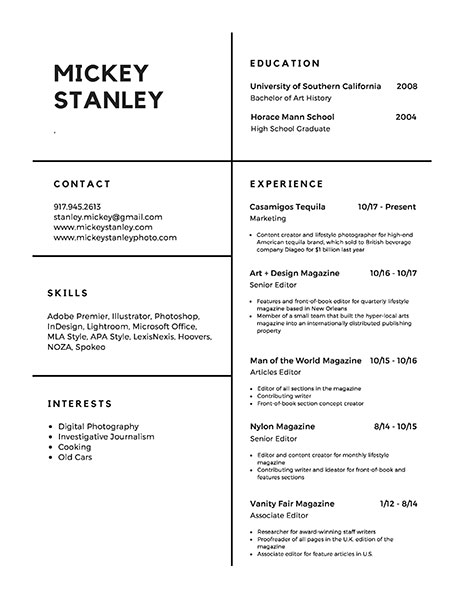 MICKEY
STANLEY
.
EDUCATION
University of Southern California 2008
Bachelor of Art History
Horace Mann School 2004
High School Graduate
CONTACT
917.945.2613
stanley.mickey@gmail.com
www.mickeystanley.com
www.mickeystanleyphoto.com
SKILLS
Adobe Premier, Illustrator, Photoshop,
InDesign, Lightroom, Microsoft Office,
MLA Style, APA Style, LexisNexis, Hoovers,
NOZA, Spokeo
INTERESTS
• Digital Photography
• Investigative Journalism
• Cooking
• Old Cars
EXPERIENCE
Casamigos Tequila 10/17 - Present
Marketing
• Content creator and lifestyle photographer for high-end
American tequila brand, which sold to British beverage
company Diageo for $1 billion last year
Art + Design Magazine 10/16 - 10/17
Senior Editor
• Features and front-of-book editor for quarterly lifestyle
magazine based in New Orleans
• Member of a small team that built the hyper-local arts
magazine into an internationally distributed publishing
property
Man of the World Magazine 10/15 - 10/16
Articles Editor
• Editor of all sections in the magazine
• Contributing writer
• Front-of-book section concept creator
Nylon Magazine 8/14 - 10/15
Senior Editor
• Editor and content creator for monthly lifestyle
magazine
• Contributing writer and ideator for front-of-book and
features sections
Vanity Fair Magazine 1/12 - 8/14
Associate Editor
• Researcher for award-winning staff writers
• Proofreader of all pages in the U.K. edition of the
magazine
• Associate editor for feature articles in U.S.